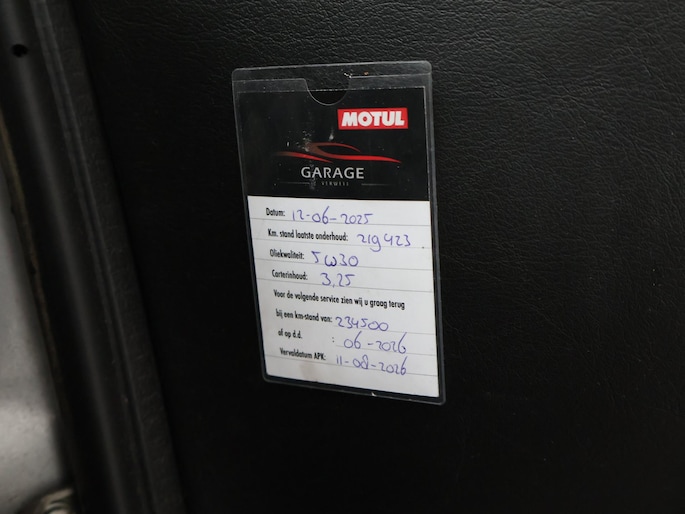 MOTUL
GARAGE
Datum: 12-06-2025
Km. stand laatste onderhoud: 219423
Oliekwaliteit: 5W30
Carterinhoud: 3,25
Voor de volgende service zien wij u graag terug
bij een km-stand van: 234500
of op d.d. : 06-2026
Vervaldatum APK: 11-08-2026